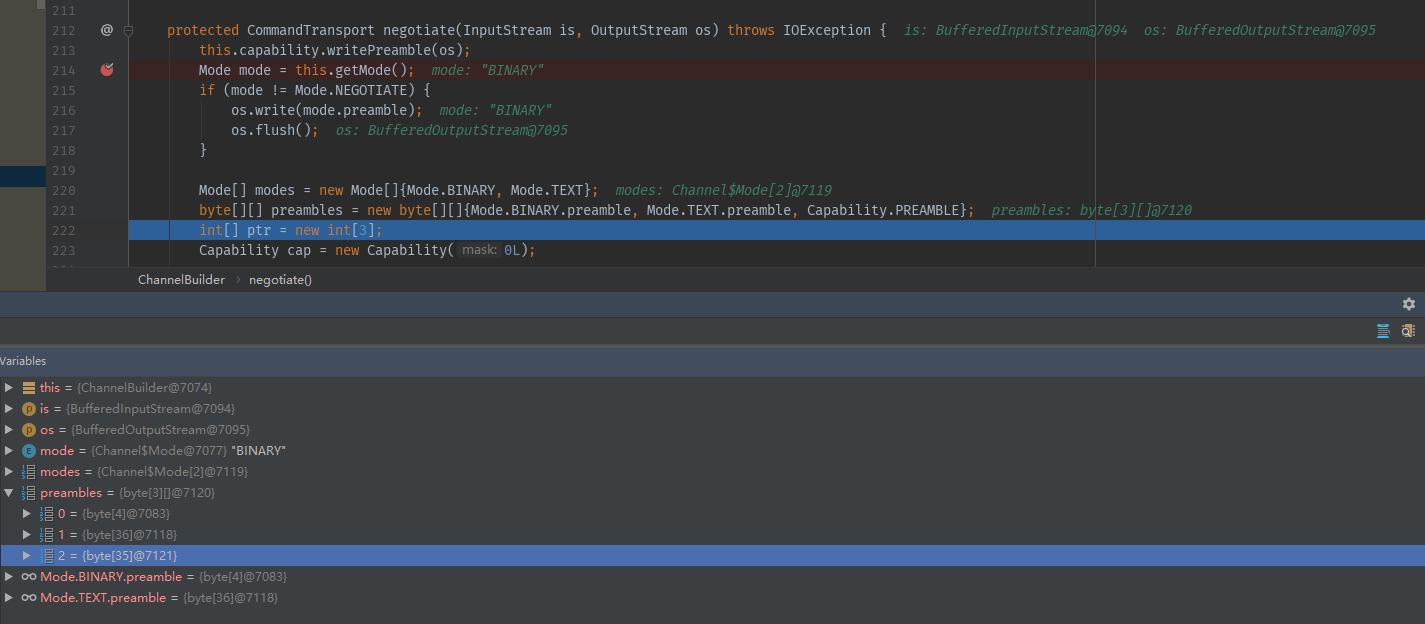 211
212 @ protected CommandTransport negotiate(InputStream is, OutputStream os) throws IOException { is: BufferedInputStream@7094 os: BufferedOutputStream@7095
213 this.capability.writePreamble(os);
214 Mode mode = this.getMode(); mode: "BINARY"
215 if (mode != Mode.NEGOTIATE) {
216 os.write(mode.preamble); mode: "BINARY"
217 os.flush(); os: BufferedOutputStream@7095
218 }
219
220 Mode[] modes = new Mode[]{Mode.BINARY, Mode.TEXT}; modes: Channel$Mode[2]@7119
221 byte[][] preambles = new byte[][]{Mode.BINARY.preamble, Mode.TEXT.preamble, Capability.PREAMBLE}; preambles: byte[3][]@7120
222 int[] ptr = new int[3];
223 Capability cap = new Capability( mask: 0L);
ChannelBuilder › negotiate()
Variables
this = {ChannelBuilder@7074}
p is = {BufferedInputStream@7094}
p os = {BufferedOutputStream@7095}
E mode = {Channel$Mode@7077} "BINARY"
modes = {Channel$Mode[2]@7119}
preambles = {byte[3][]@7120}
0 = {byte[4]@7083}
1 = {byte[36]@7118}
2 = {byte[35]@7121}
Mode.BINARY.preamble = {byte[4]@7083}
Mode.TEXT.preamble = {byte[36]@7118}